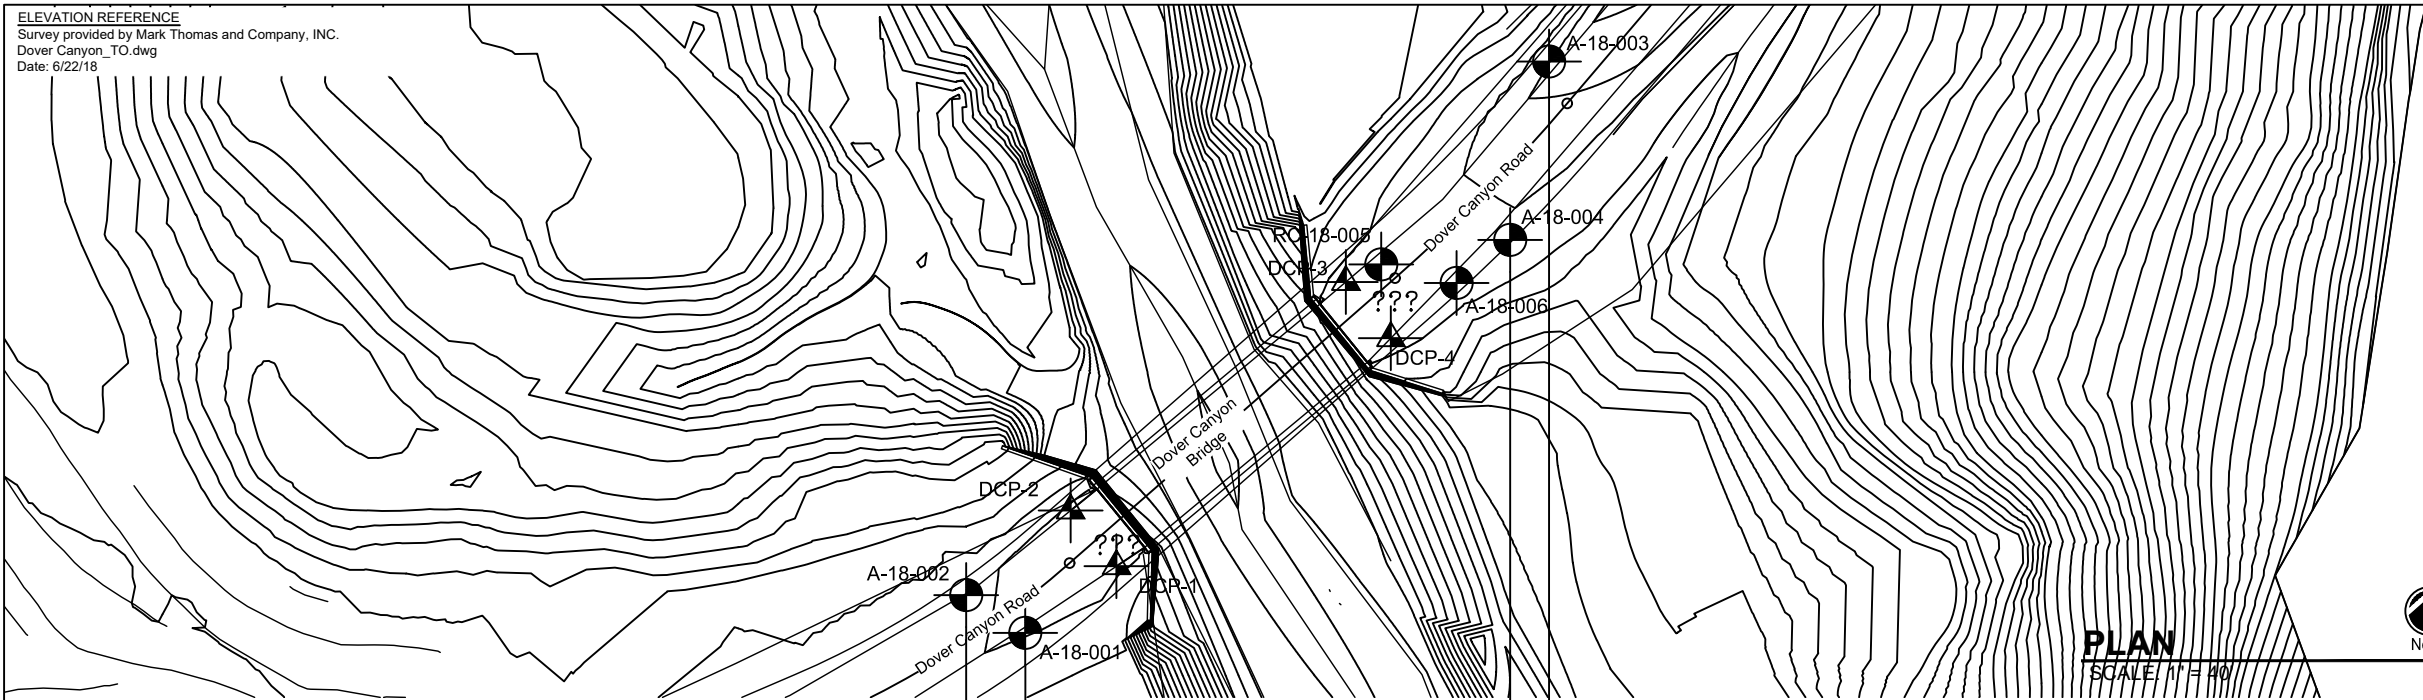 ELEVATION REFERENCE
Survey provided by Mark Thomas and Company, INC.
Dover Canyon_TO.dwg
Date: 6/22/18
A-18-003
Dover Canyon Road
A-18-004
RC-18-005
DCP-3
???
A-18-006
DCP-4
Dover Canyon
Bridge
DCP-2
???
A-18-002
DCP-1
Dover Canyon Road
A-18-001
PLAN
SCALE: 1" = 40'